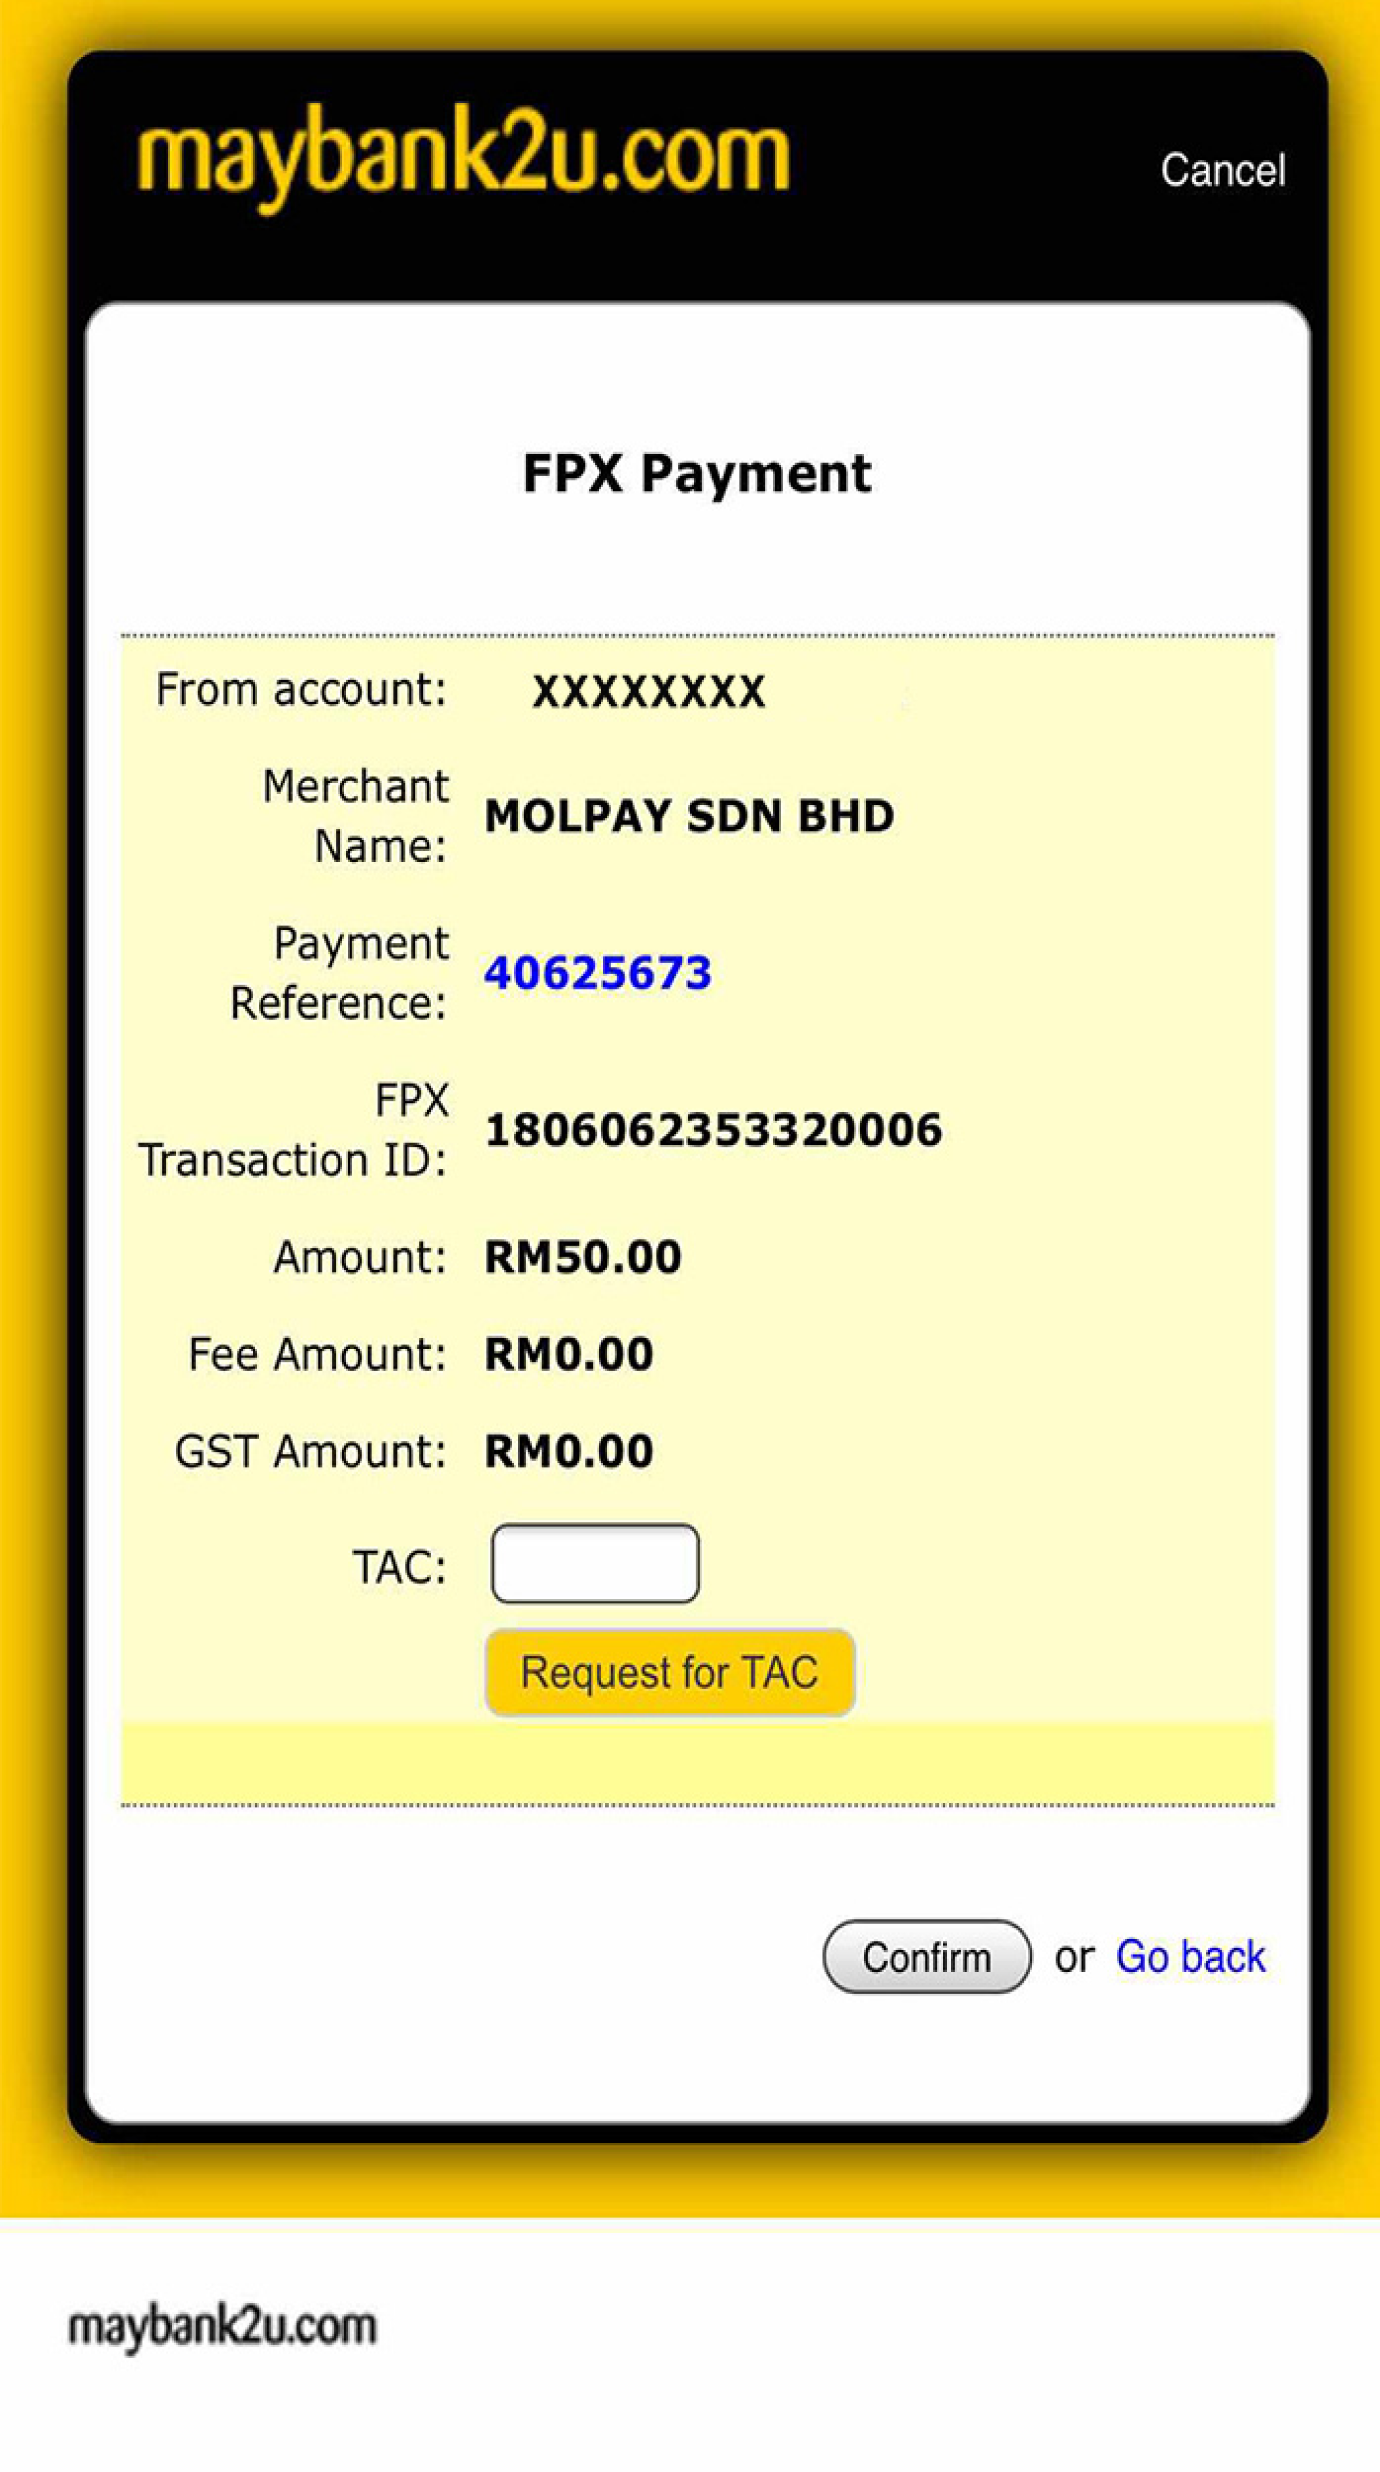 maybank2u.com
Cancel
FPX Payment
From account: XXXXXXXX
Merchant
Name: MOLPAY SDN BHD
Payment
Reference: 40625673
FPX
Transaction ID: 1806062353320006
Amount: RM50.00
Fee Amount: RM0.00
GST Amount: RM0.00
TAC:
Request for TAC
Confirm or Go back
maybank2u.com